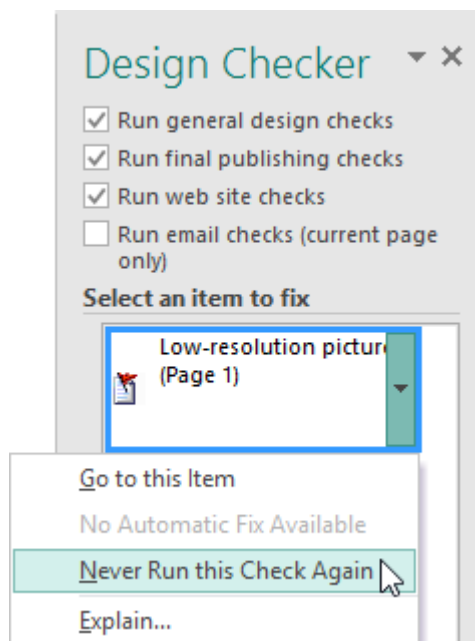 Design Checker
Run general design checks
Run final publishing checks
Run web site checks
Run email checks (current page
only)
Select an item to fix
Low-resolution picture
(Page 1)
Go to this Item
No Automatic Fix Available
Never Run this Check Again
Explain...